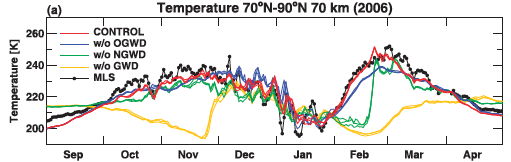 (a) Temperature 70°N-90°N 70 km (2006)
Temperature [K]
260
240
220
200
CONTROL
w/o OGWD
w/o NGWD
w/o GWD
MLS
Sep Oct Nov Dec Jan Feb Mar Apr